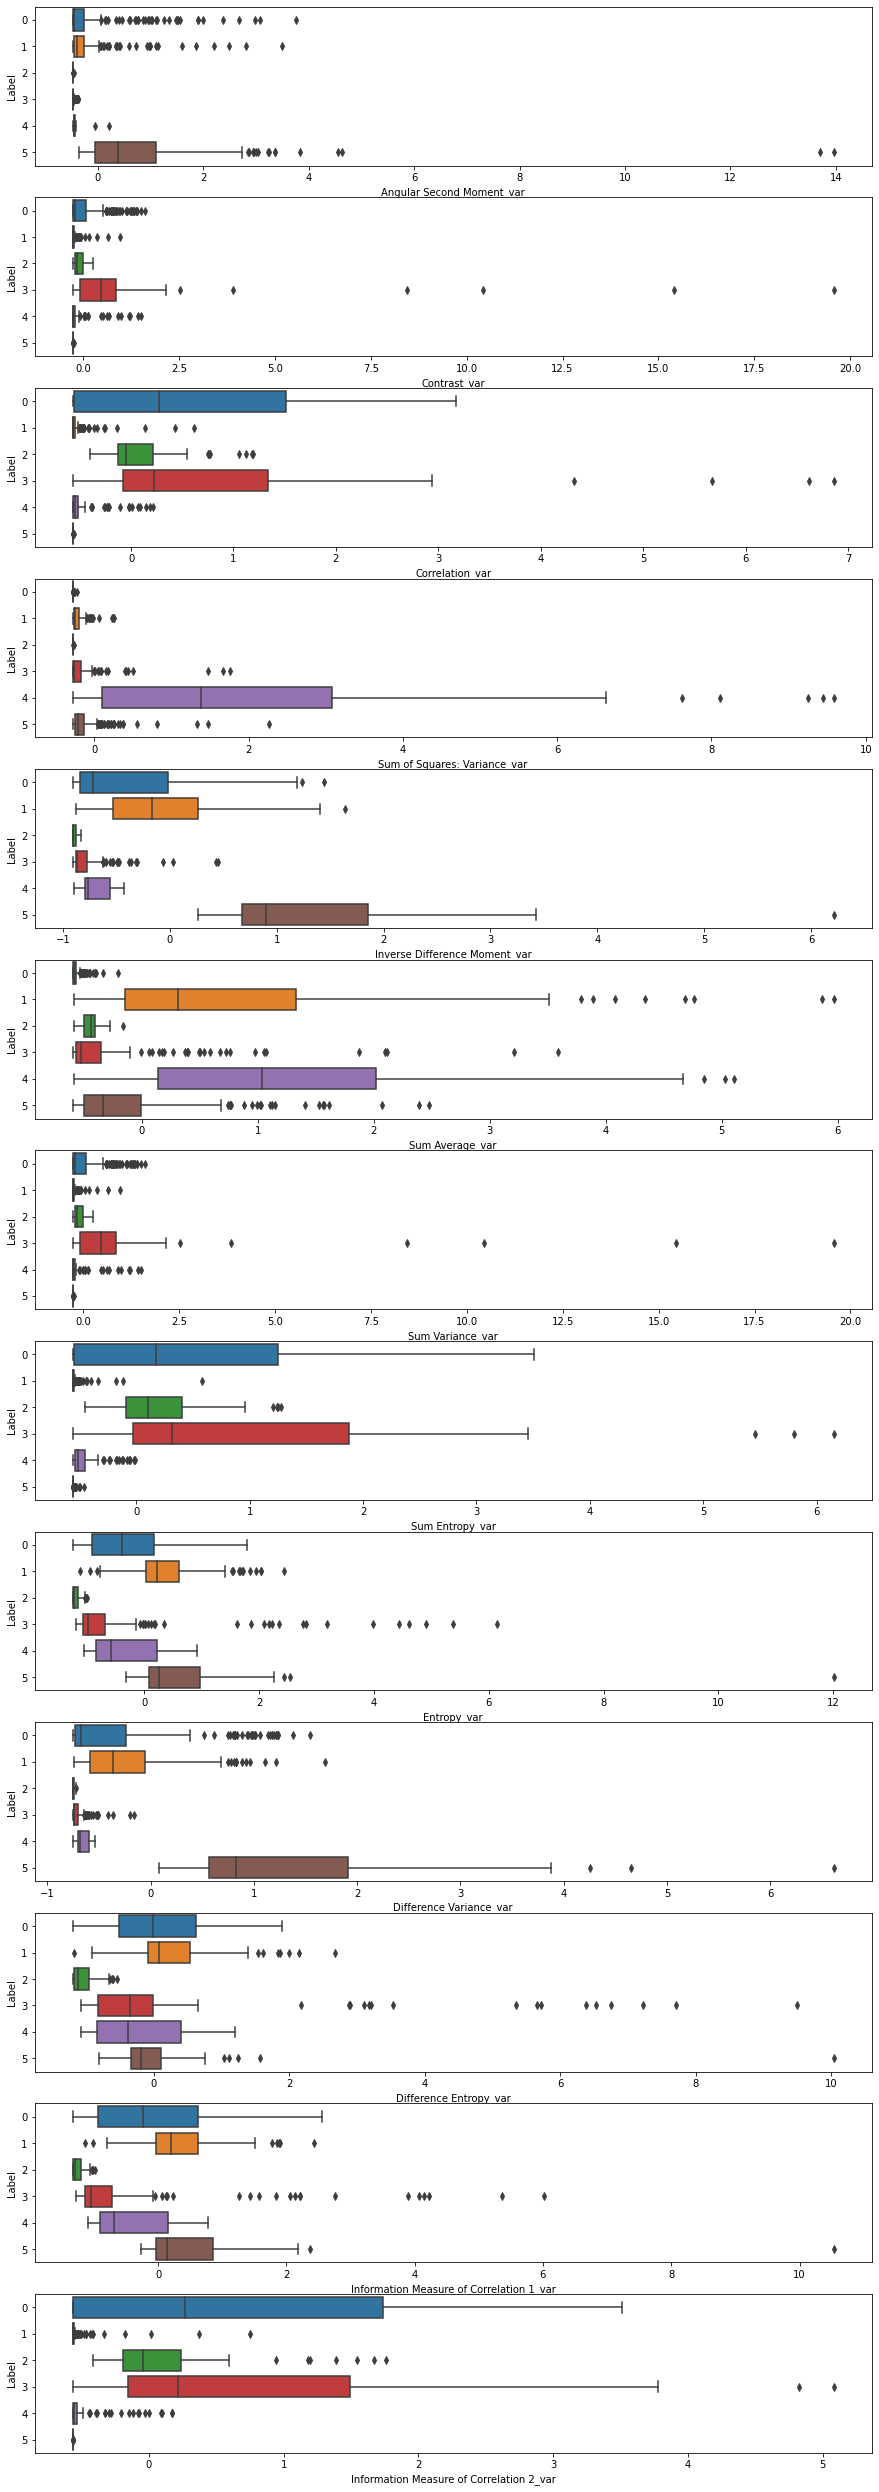 Label
0
1
2
3
4
5
0 2 4 6 8 10 12 14
Angular Second Moment_var
Label
0
1
2
3
4
5
0.0 2.5 5.0 7.5 10.0 12.5 15.0 17.5 20.0
Contrast_var
Label
0
1
2
3
4
5
0 1 2 3 4 5 6 7
Correlation_var
Label
0
1
2
3
4
5
0 2 4 6 8 10
Sum of Squares: Variance_var
Label
0
1
2
3
4
5
−1 0 1 2 3 4 5 6
Inverse Difference Moment_var
Label
0
1
2
3
4
5
0 1 2 3 4 5 6
Sum Average_var
Label
0
1
2
3
4
5
0.0 2.5 5.0 7.5 10.0 12.5 15.0 17.5 20.0
Sum Variance_var
Label
0
1
2
3
4
5
0 1 2 3 4 5 6
Sum Entropy_var
Label
0
1
2
3
4
5
0 2 4 6 8 10 12
Entropy_var
Label
0
1
2
3
4
5
−1 0 1 2 3 4 5 6
Difference Variance_var
Label
0
1
2
3
4
5
0 2 4 6 8 10
Difference Entropy_var
Label
0
1
2
3
4
5
0 2 4 6 8 10
Information Measure of Correlation 1_var
Label
0
1
2
3
4
5
0 1 2 3 4 5
Information Measure of Correlation 2_var